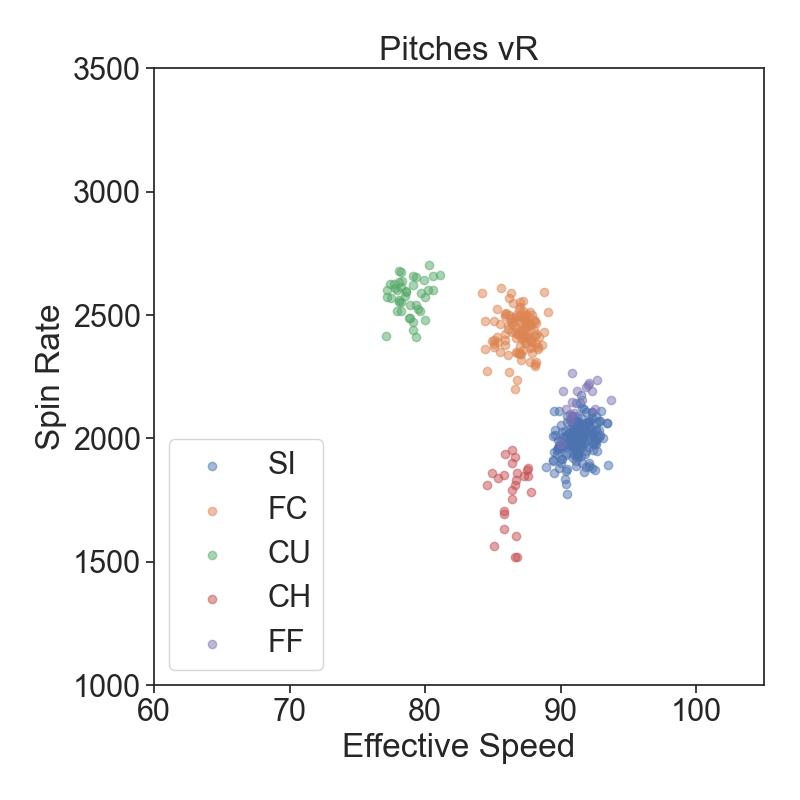 Pitches vR
3500
3000
2500
2000
1500
1000
Spin Rate
SI
FC
CU
CH
FF
60 70 80 90 100
Effective Speed